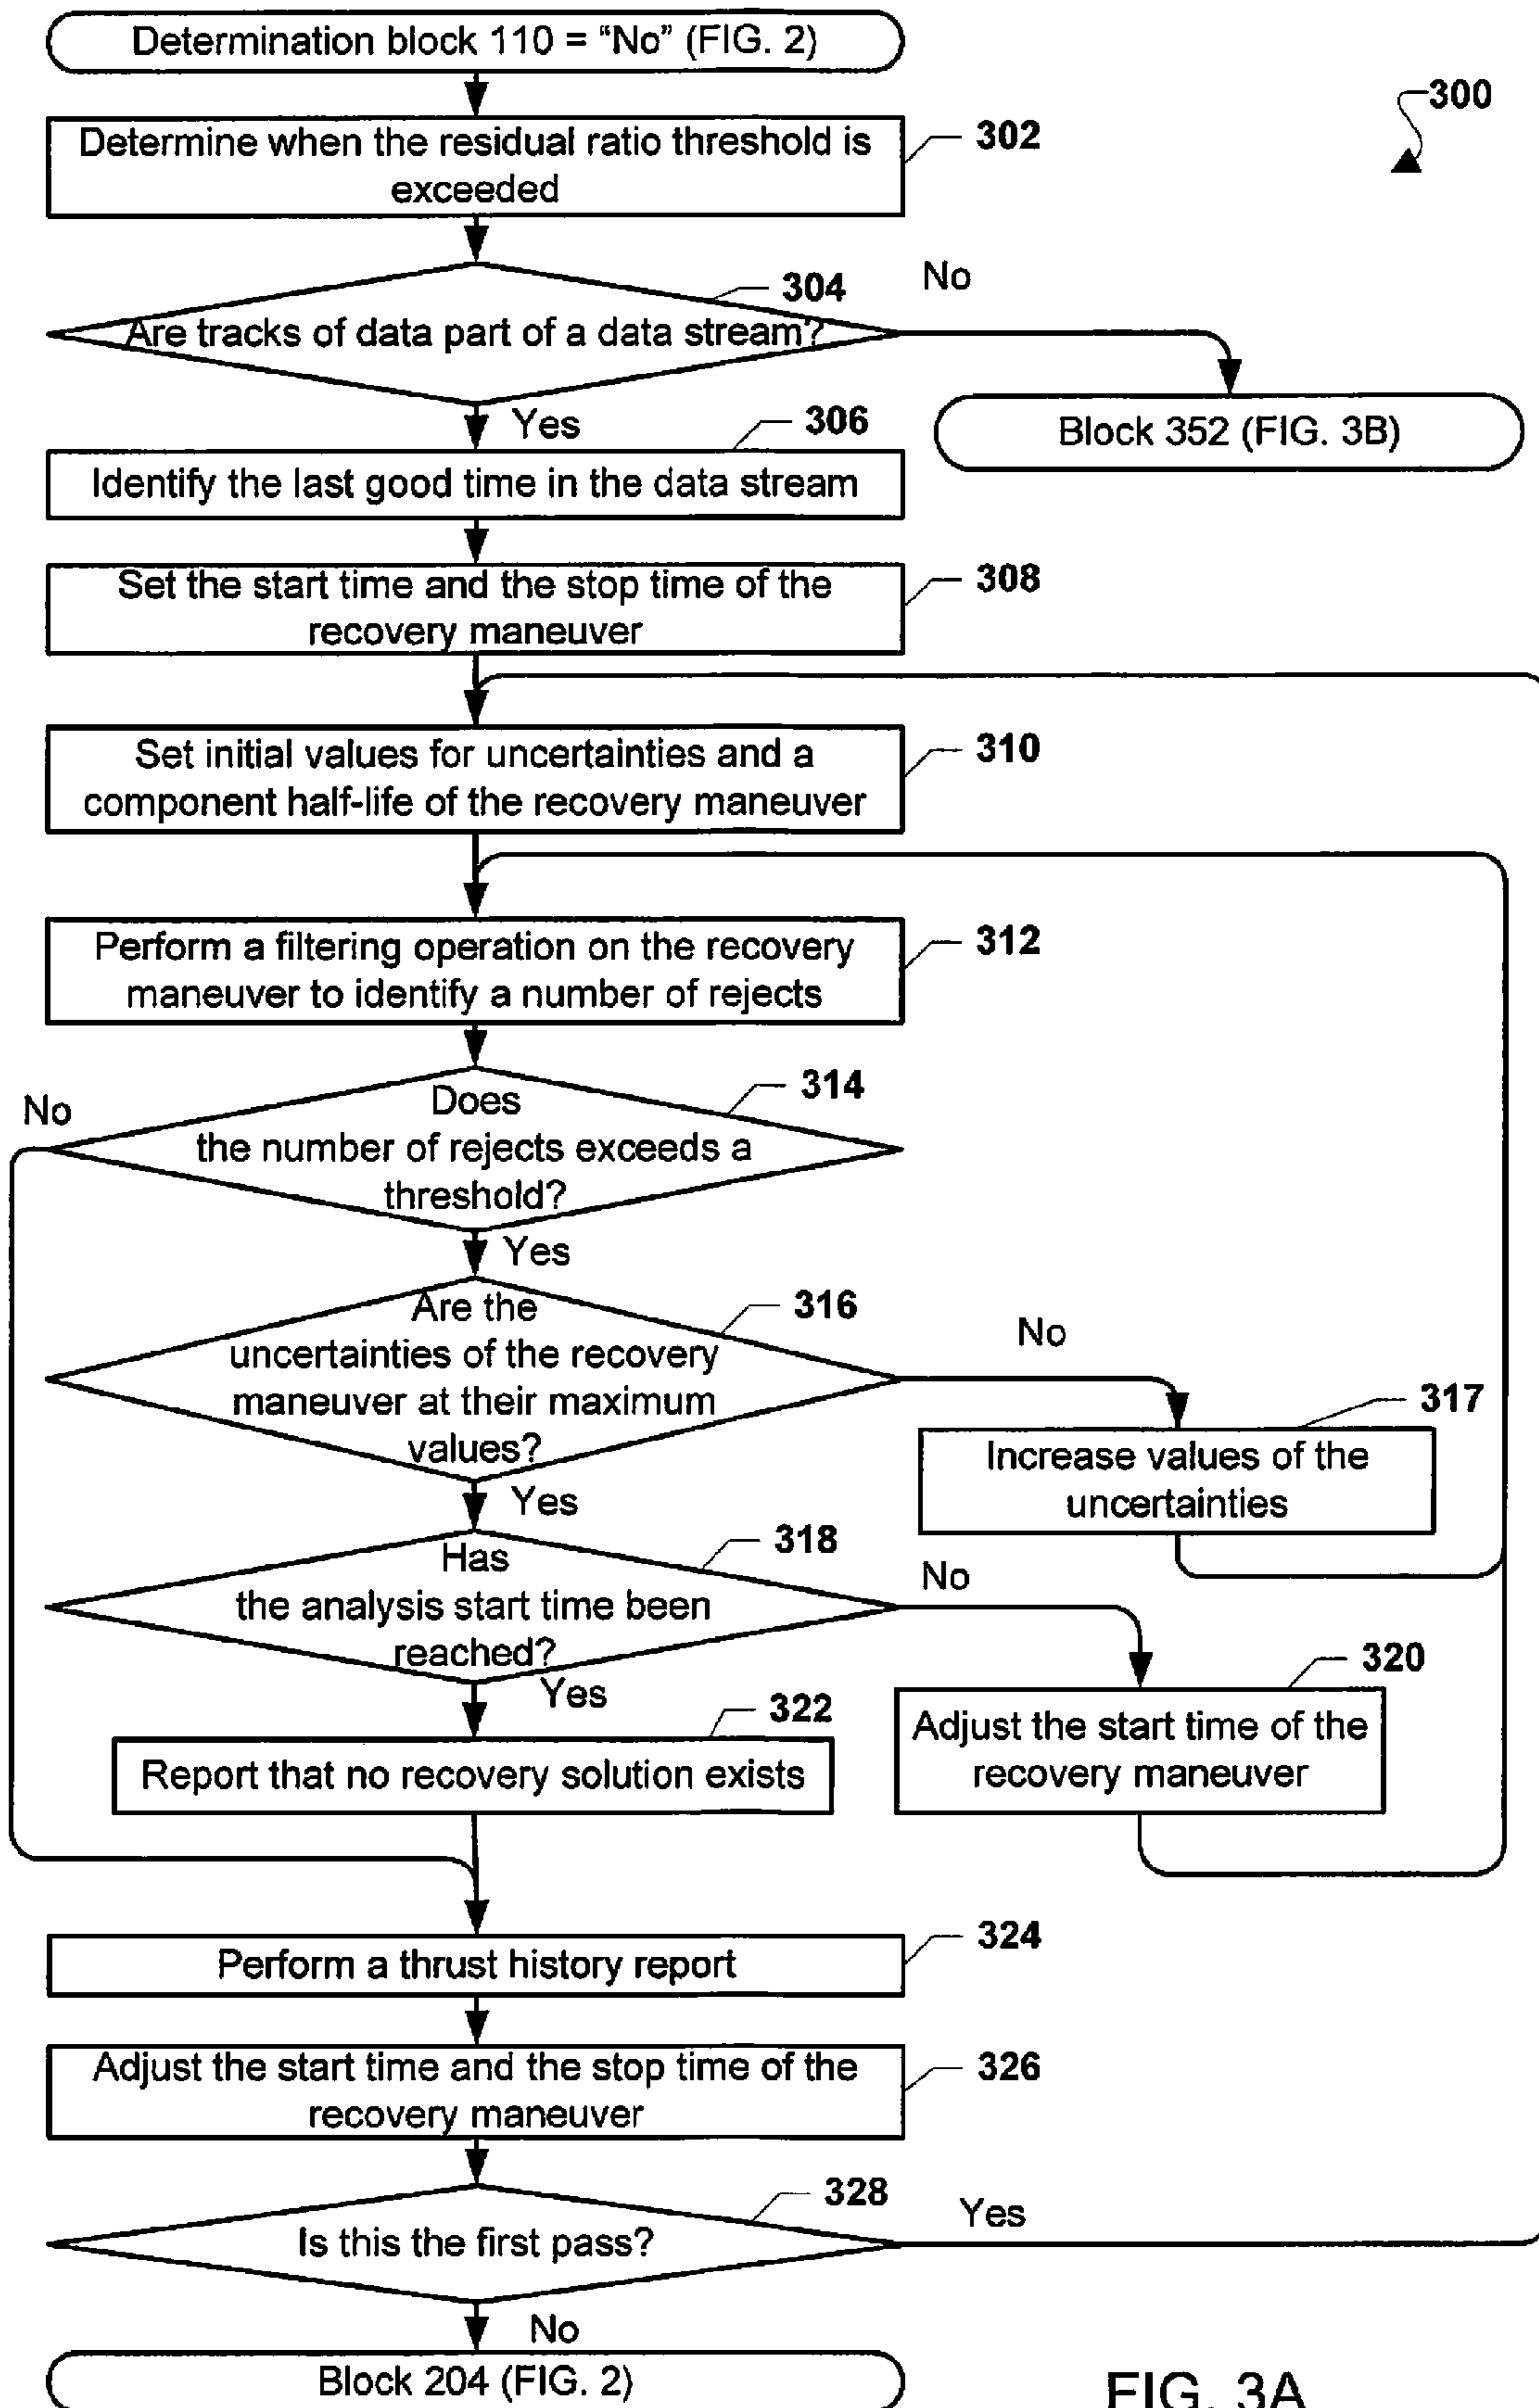 Determination block 110 = “No” (FIG. 2)
300
Determine when the residual ratio threshold is
exceeded
302
304
No
Are tracks of data part of a data stream?
Yes
306
Block 352 (FIG. 3B)
Identify the last good time in the data stream
Set the start time and the stop time of the
recovery maneuver
308
Set initial values for uncertainties and a
component half-life of the recovery maneuver
310
Perform a filtering operation on the recovery
maneuver to identify a number of rejects
312
314
No
Does
the number of rejects exceeds a
threshold?
Yes
316
Are the
uncertainties of the recovery
maneuver at their maximum
values?
No
317
Increase values of the
uncertainties
Yes
318
Has
the analysis start time been
reached?
No
320
Adjust the start time of the
recovery maneuver
Yes
322
Report that no recovery solution exists
324
Perform a thrust history report
Adjust the start time and the stop time of the
recovery maneuver
326
328
Is this the first pass?
Yes
No
Block 204 (FIG. 2)
FIG. 3A